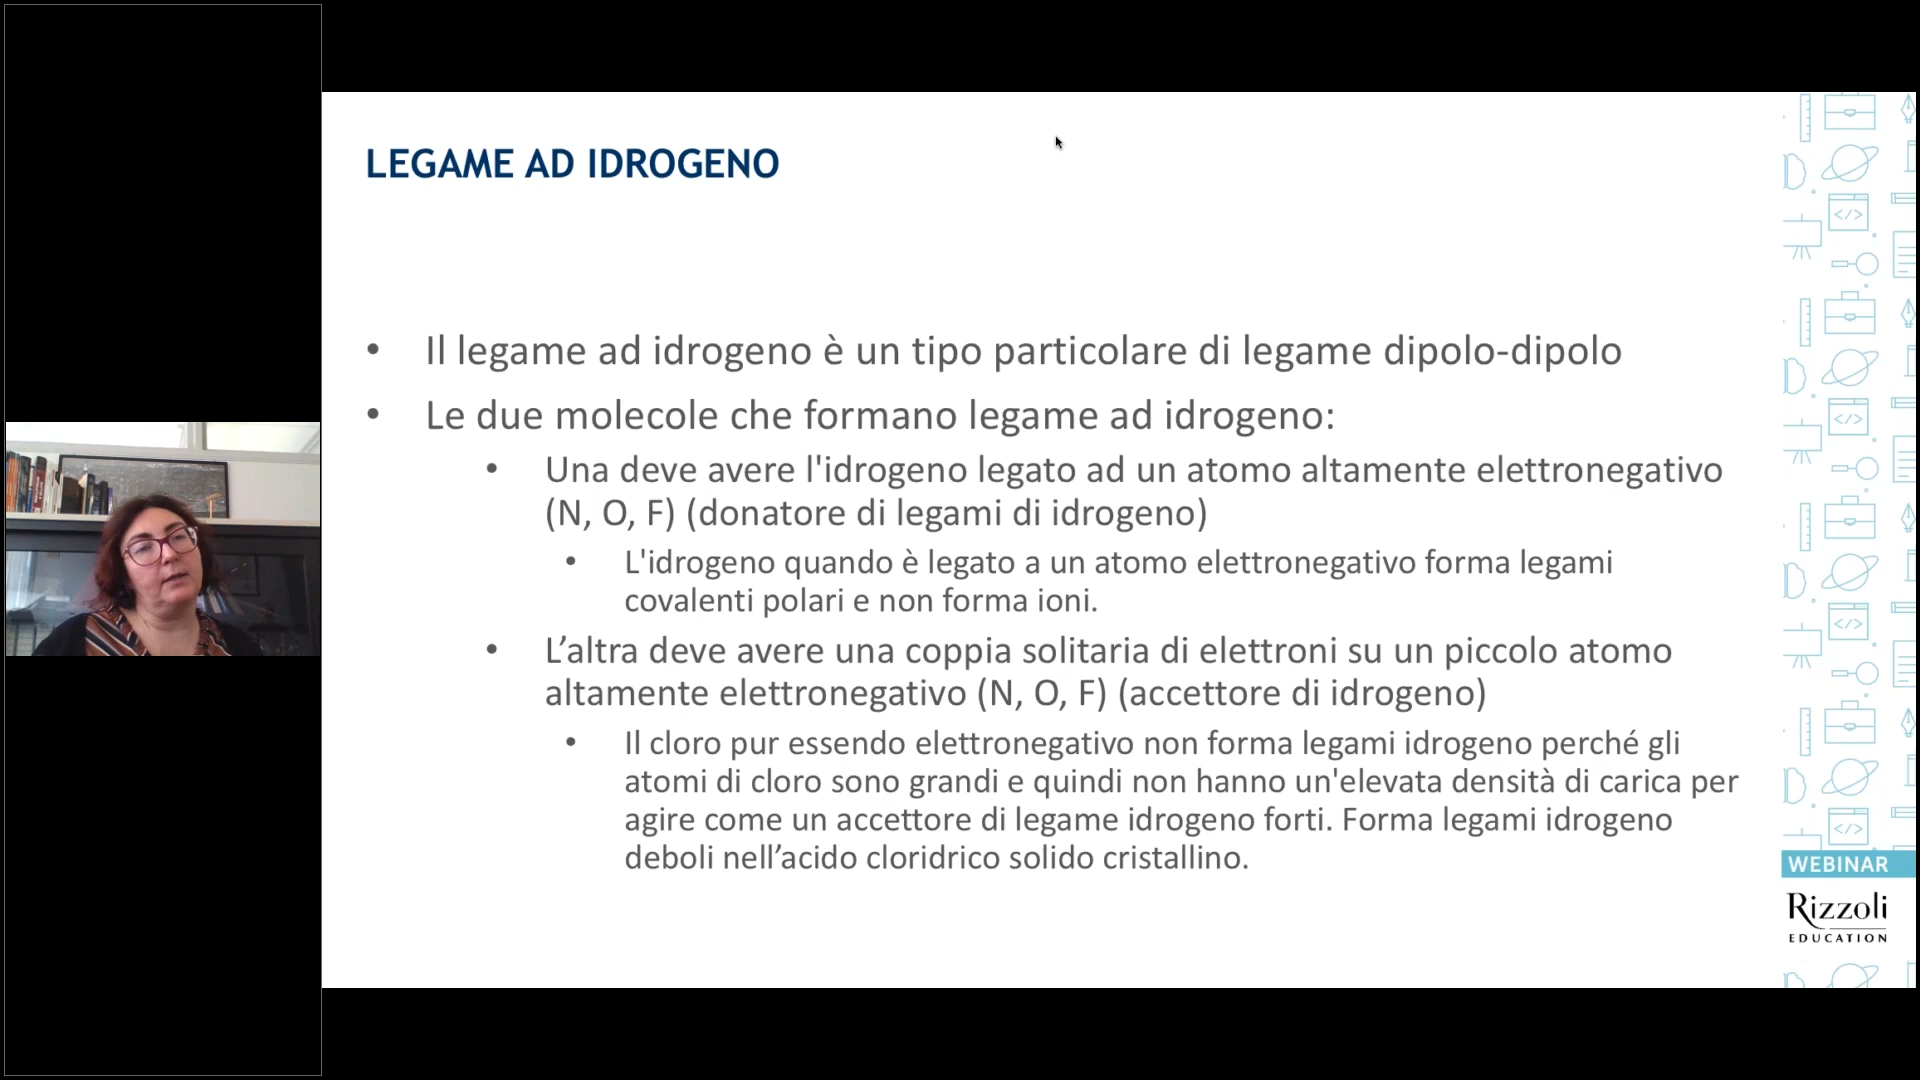 LEGAME AD IDROGENO
• Il legame ad idrogeno è un tipo particolare di legame dipolo-dipolo
• Le due molecole che formano legame ad idrogeno:
• Una deve avere l'idrogeno legato ad un atomo altamente elettronegativo
(N, O, F) (donatore di legami di idrogeno)
• L'idrogeno quando è legato a un atomo elettronegativo forma legami
covalenti polari e non forma ioni.
• L’altra deve avere una coppia solitaria di elettroni su un piccolo atomo
altamente elettronegativo (N, O, F) (accettore di idrogeno)
• Il cloro pur essendo elettronegativo non forma legami idrogeno perché gli
atomi di cloro sono grandi e quindi non hanno un'elevata densità di carica per
agire come un accettore di legame idrogeno forti. Forma legami idrogeno
deboli nell’acido cloridrico solido cristallino.
</>
</>
</>
</>
WEBINAR
Rizzoli
EDUCATION